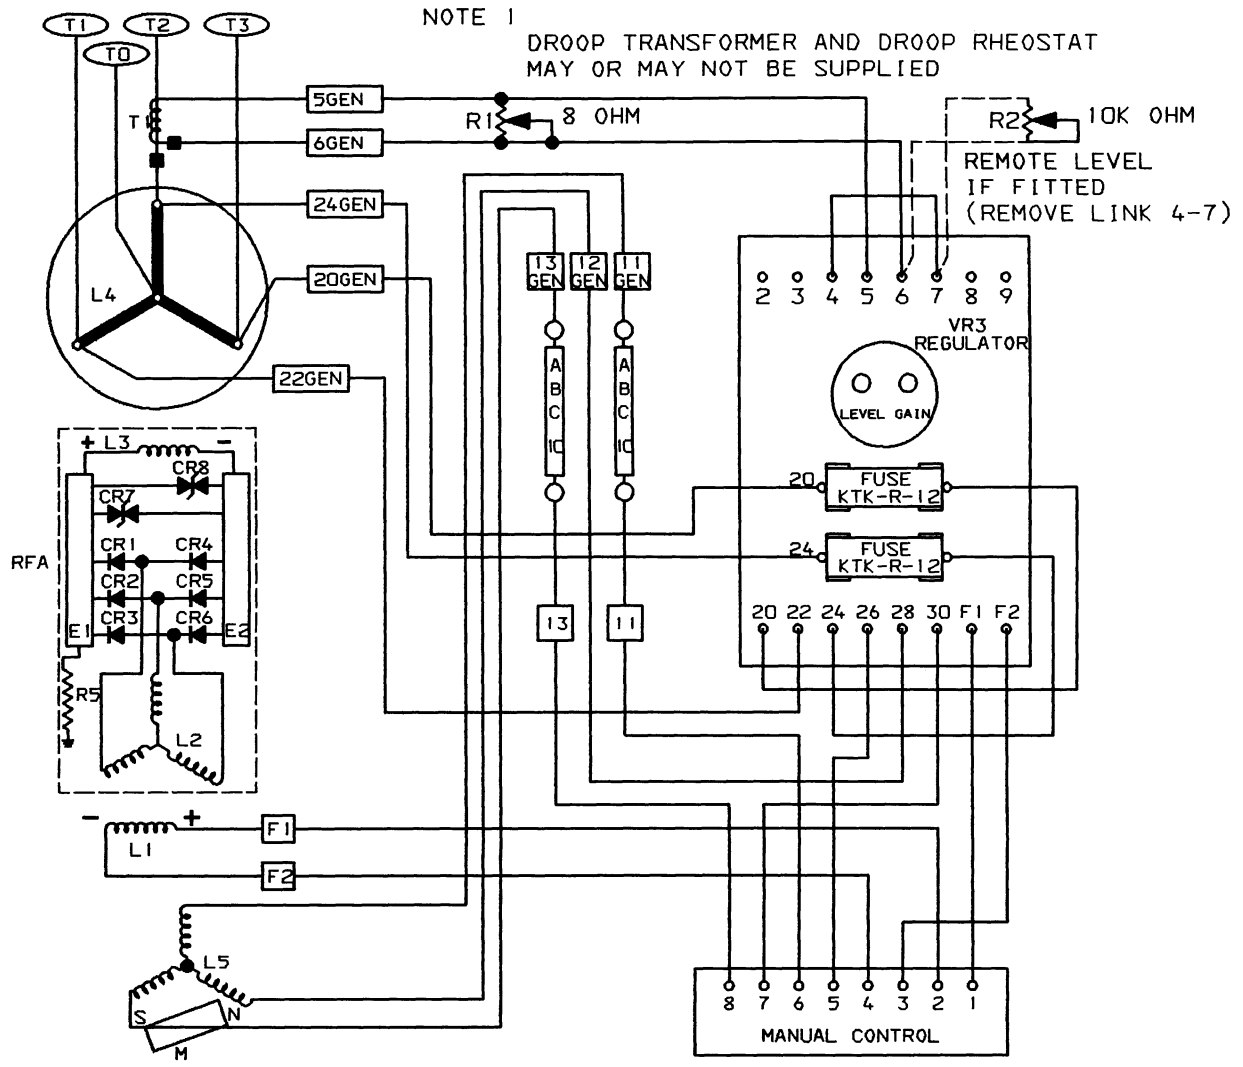 T1 T2 T3
T0
NOTE 1
DROOP TRANSFORMER AND DROOP RHEOSTAT
MAY OR MAY NOT BE SUPPLIED
5GEN
T1
R1
8 OHM
R2
10K OHM
6GEN
REMOTE LEVEL
IF FITTED
(REMOVE LINK 4-7)
24GEN
20GEN
13
GEN
12
GEN
11
GEN
L4
2 3 4 5 6 7 8 9
VR3
REGULATOR
22GEN
A
B
C
10
A
B
C
10
LEVEL GAIN
+ L3 -
CR8
CR7
20
FUSE
KTK-R-12
RFA
CR1 CR4
24
FUSE
KTK-R-12
CR2 CR5
CR3 CR6
E1 E2
13
11
20 22 24 26 28 30 F1 F2
R5
L2
- +
L1
F1
F2
L5
S N
M
8 7 6 5 4 3 2 1
MANUAL CONTROL